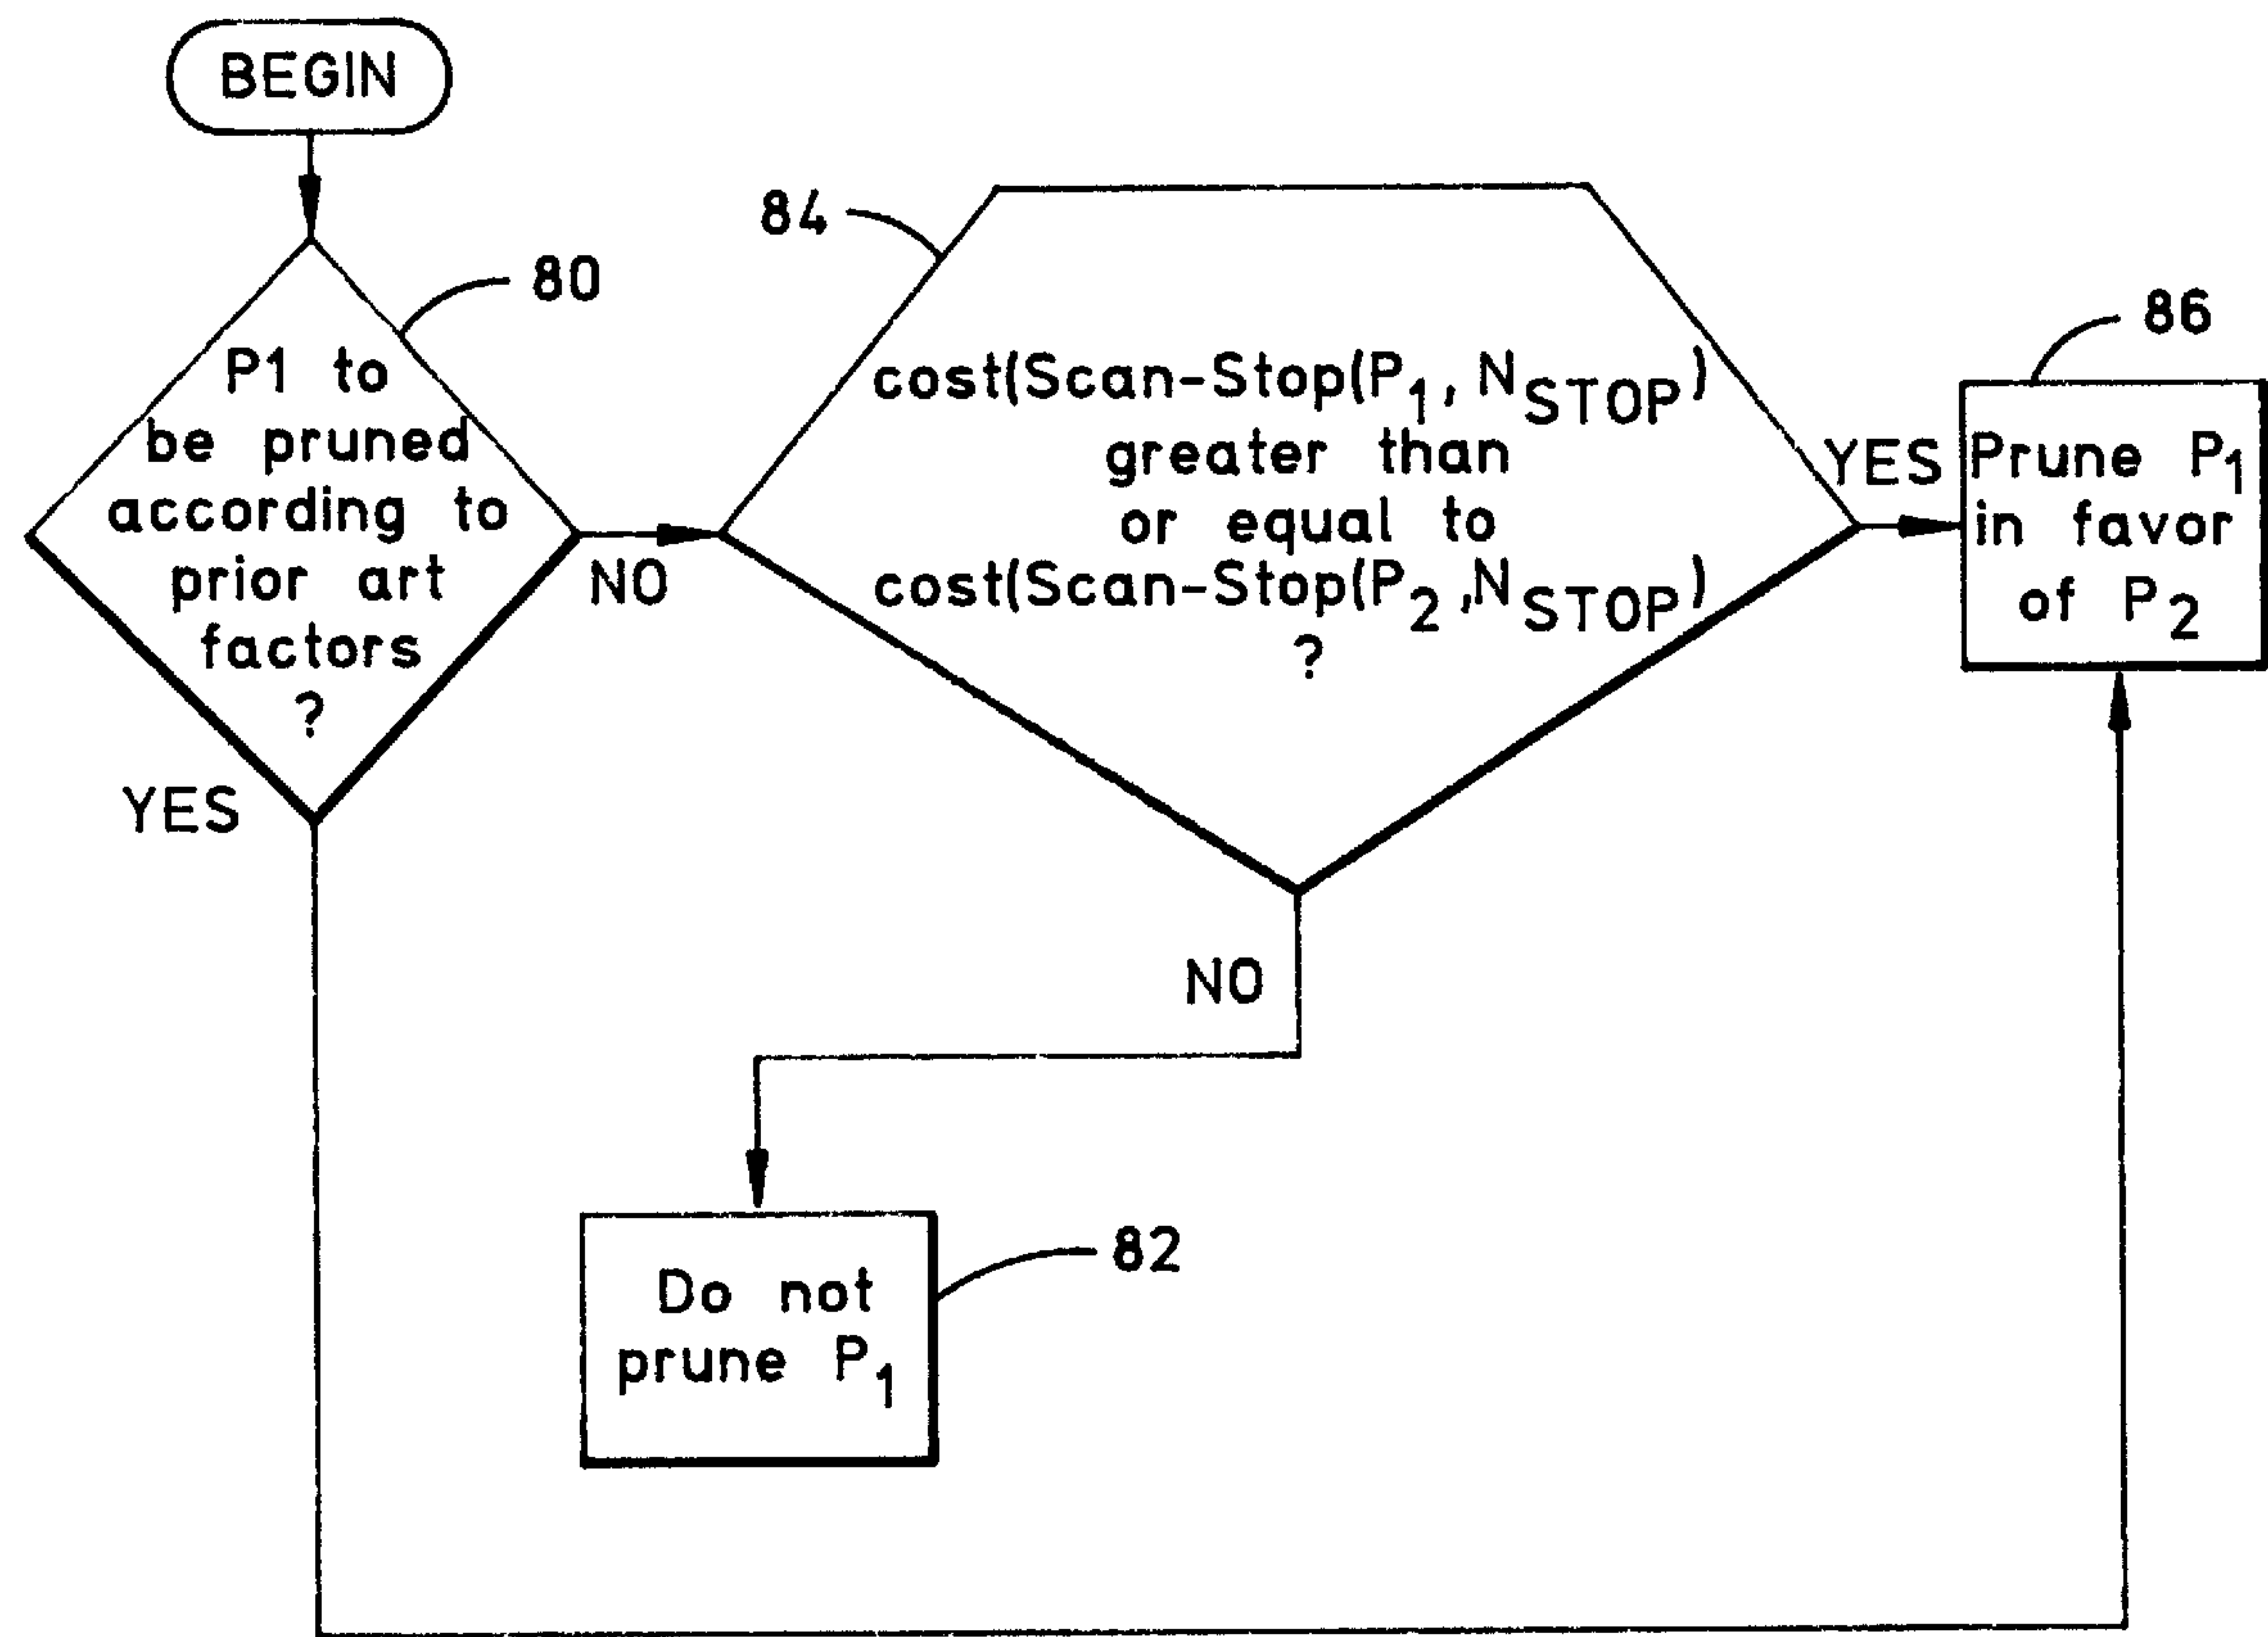 BEGIN
80
P1 to
be pruned
according to
prior art
factors
?
YES
NO
84
cost(Scan-Stop(P1, NSTOP)
greater than
or equal to
cost(Scan-Stop(P2,NSTOP)
?
YES
NO
86
Prune P1
in favor
of P2
82
Do not
prune P1